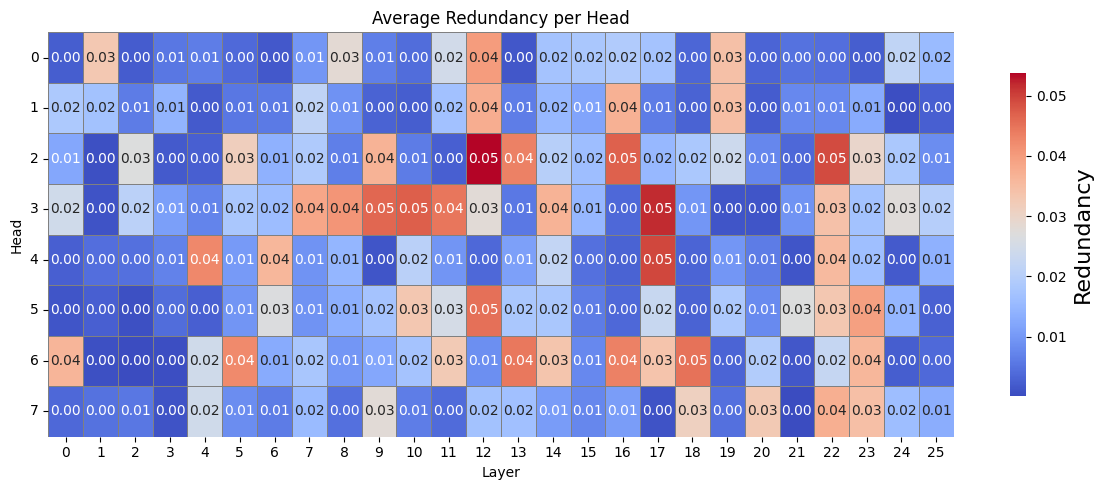 Average Redundancy per Head
0 0.00 0.03 0.00 0.01 0.01 0.00 0.00 0.01 0.03 0.01 0.00 0.02 0.04 0.00 0.02 0.02 0.02 0.02 0.00 0.03 0.00 0.00 0.00 0.00 0.02 0.02
1 0.02 0.02 0.01 0.01 0.00 0.01 0.01 0.02 0.01 0.00 0.00 0.02 0.04 0.01 0.02 0.01 0.04 0.01 0.00 0.03 0.00 0.01 0.01 0.01 0.00 0.00
2 0.01 0.00 0.03 0.00 0.00 0.03 0.01 0.02 0.01 0.04 0.01 0.00 0.05 0.04 0.02 0.02 0.05 0.02 0.02 0.02 0.01 0.00 0.05 0.03 0.02 0.01
3 0.02 0.00 0.02 0.01 0.01 0.02 0.02 0.04 0.04 0.05 0.05 0.04 0.03 0.01 0.04 0.01 0.00 0.05 0.01 0.00 0.00 0.01 0.03 0.02 0.03 0.02
4 0.00 0.00 0.00 0.00 0.04 0.01 0.04 0.01 0.01 0.00 0.02 0.01 0.00 0.01 0.02 0.00 0.00 0.05 0.00 0.01 0.01 0.00 0.04 0.02 0.00 0.01
5 0.00 0.00 0.00 0.00 0.00 0.01 0.03 0.01 0.01 0.02 0.03 0.03 0.05 0.02 0.02 0.01 0.00 0.02 0.00 0.02 0.01 0.03 0.03 0.04 0.01 0.00
6 0.04 0.00 0.00 0.00 0.02 0.04 0.01 0.02 0.01 0.01 0.02 0.03 0.01 0.04 0.03 0.01 0.04 0.03 0.05 0.00 0.02 0.00 0.02 0.04 0.00 0.00
7 0.00 0.00 0.01 0.00 0.02 0.01 0.01 0.02 0.00 0.03 0.01 0.00 0.02 0.02 0.01 0.01 0.01 0.00 0.03 0.00 0.03 0.00 0.04 0.03 0.02 0.01
0 1 2 3 4 5 6 7 8 9 10 11 12 13 14 15 16 17 18 19 20 21 22 23 24 25
Layer
Head
0.05
0.04
0.03
0.02
0.01
Redundancy